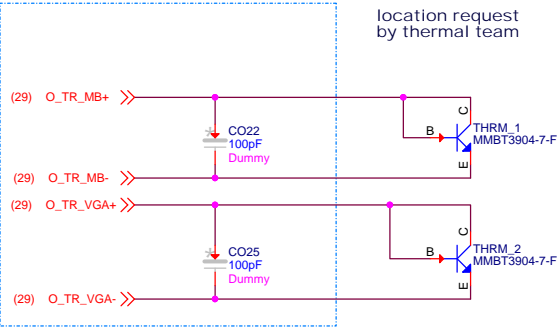 location request
by thermal team
(29) O_TR_MB+
C
CO22
100pF
Dummy
B
THRM_1
MMBT3904-7-F
E
(29) O_TR_MB-
(29) O_TR_VGA+
C
CO25
100pF
Dummy
B
THRM_2
MMBT3904-7-F
E
(29) O_TR_VGA-